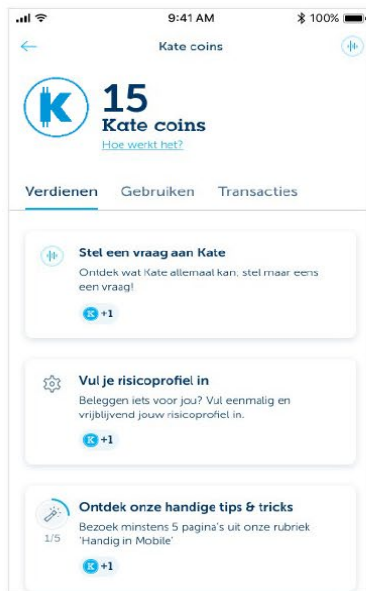 9:41 AM
100%
Kate coins
K
15
Kate coins
Hoe werkt het?
Verdienen Gebruiken Transacties
Stel een vraag aan Kate
Ontdek wat Kate allemaal kan; stel maar eens
een vraag!
K +1
Vul je risicoprofiel in
Beleggen iets voor jou? Vul eenmalig en
vrijblijvend jouw risicoprofiel in.
K +1
Ontdek onze handige tips & tricks
Bezoek minstens 5 pagina's uit onze rubriek
'Handig in Mobile'
1/5
K +1